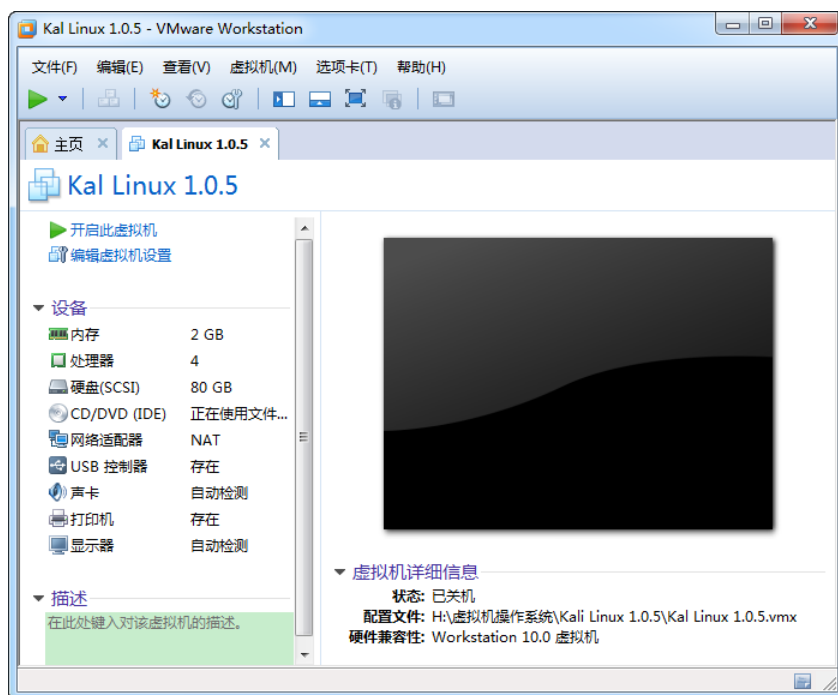 Kal Linux 1.0.5 - VMware Workstation
文件(F) 编辑(E) 查看(V) 虚拟机(M) 选项卡(T) 帮助(H)
主页 Kal Linux 1.0.5
Kal Linux 1.0.5
开启此虚拟机
编辑虚拟机设置
设备
内存 2 GB
处理器 4
硬盘(SCSI) 80 GB
CD/DVD (IDE) 正在使用文件...
网络适配器 NAT
USB 控制器 存在
声卡 自动检测
打印机 存在
显示器 自动检测
描述
在此处键入对该虚拟机的描述。
虚拟机详细信息
状态: 已关机
配置文件: H:\虚拟机操作系统\Kali Linux 1.0.5\Kal Linux 1.0.5.vmx
硬件兼容性: Workstation 10.0 虚拟机